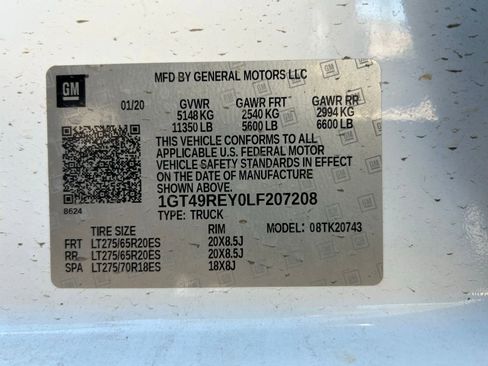 GM
MFD BY GENERAL MOTORS LLC
01/20 GVWR GAWR FRT GAWR RR
5148 KG 2540 KG 2994 KG
11350 LB 5600 LB 6600 LB
THIS VEHICLE CONFORMS TO ALL
APPLICABLE U.S. FEDERAL MOTOR
VEHICLE SAFETY STANDARDS IN EFFECT
ON THE DATE OF MANUFACTURE
SHOWN ABOVE.
8624
1GT49REY0LF207208
TYPE: TRUCK
TIRE SIZE RIM MODEL: 08TK20743
FRT LT275/65R20ES 20X8.5J
RR LT275/65R20ES 20X8.5J
SPA LT275/70R18ES 18X8J